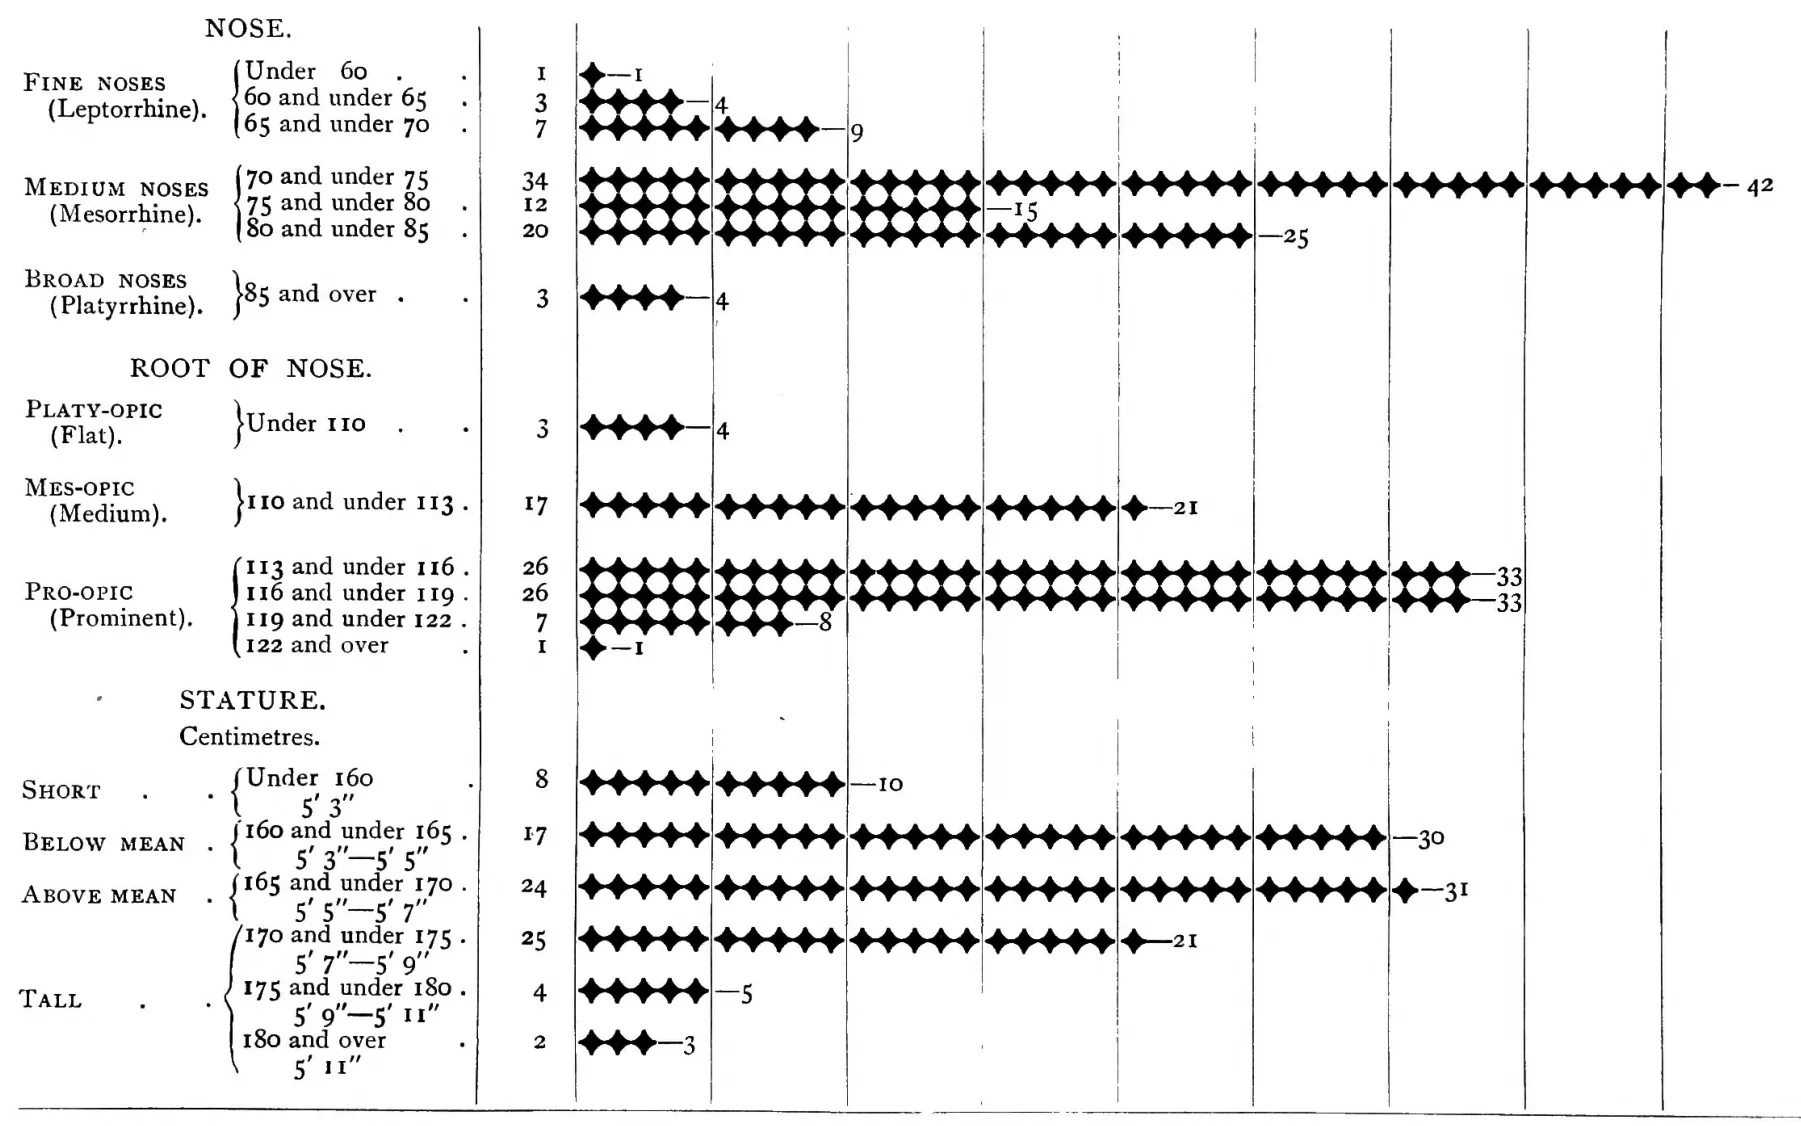 NOSE.
FINE NOSES (Leptorrhine).
Under 60 . . 1 —1
60 and under 65 . 3 —4
65 and under 70 . 7 —9
MEDIUM NOSES (Mesorrhine).
70 and under 75 34 — 42
75 and under 80 . 12 —15
80 and under 85 . 20 —25
BROAD NOSES (Platyrrhine).
85 and over . . 3 —4
ROOT OF NOSE.
PLATY-OPIC (Flat).
Under 110 . . 3 —4
MES-OPIC (Medium).
110 and under 113 . 17 —21
PRO-OPIC (Prominent).
113 and under 116 . 26 —33
116 and under 119 . 26 —33
119 and under 122 . 7 —8
122 and over . 1 —1
STATURE.
Centimetres.
SHORT . .
Under 160 . 8 —10
5′ 3″
BELOW MEAN .
160 and under 165 . 17 —30
5′ 3″—5′ 5″
ABOVE MEAN .
165 and under 170 . 24 —31
5′ 5″—5′ 7″
TALL . .
170 and under 175 . 25 —21
5′ 7″—5′ 9″
175 and under 180 . 4 —5
5′ 9″—5′ 11″
180 and over . 2 —3
5′ 11″